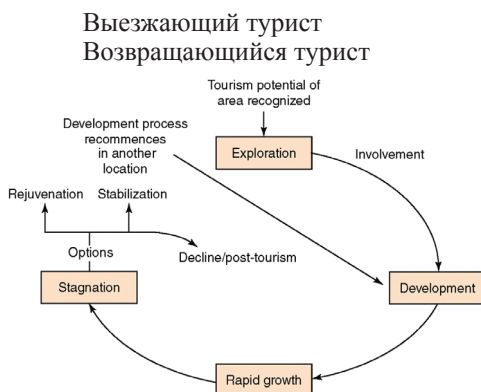 Выезжающий турист
Возвращающийся турист
Tourism potential of
area recognized
Development process
recommences
in another
location
Exploration
Involvement
Rejuvenation
Stabilization
Options
Decline/post-tourism
Stagnation
Development
Rapid growth